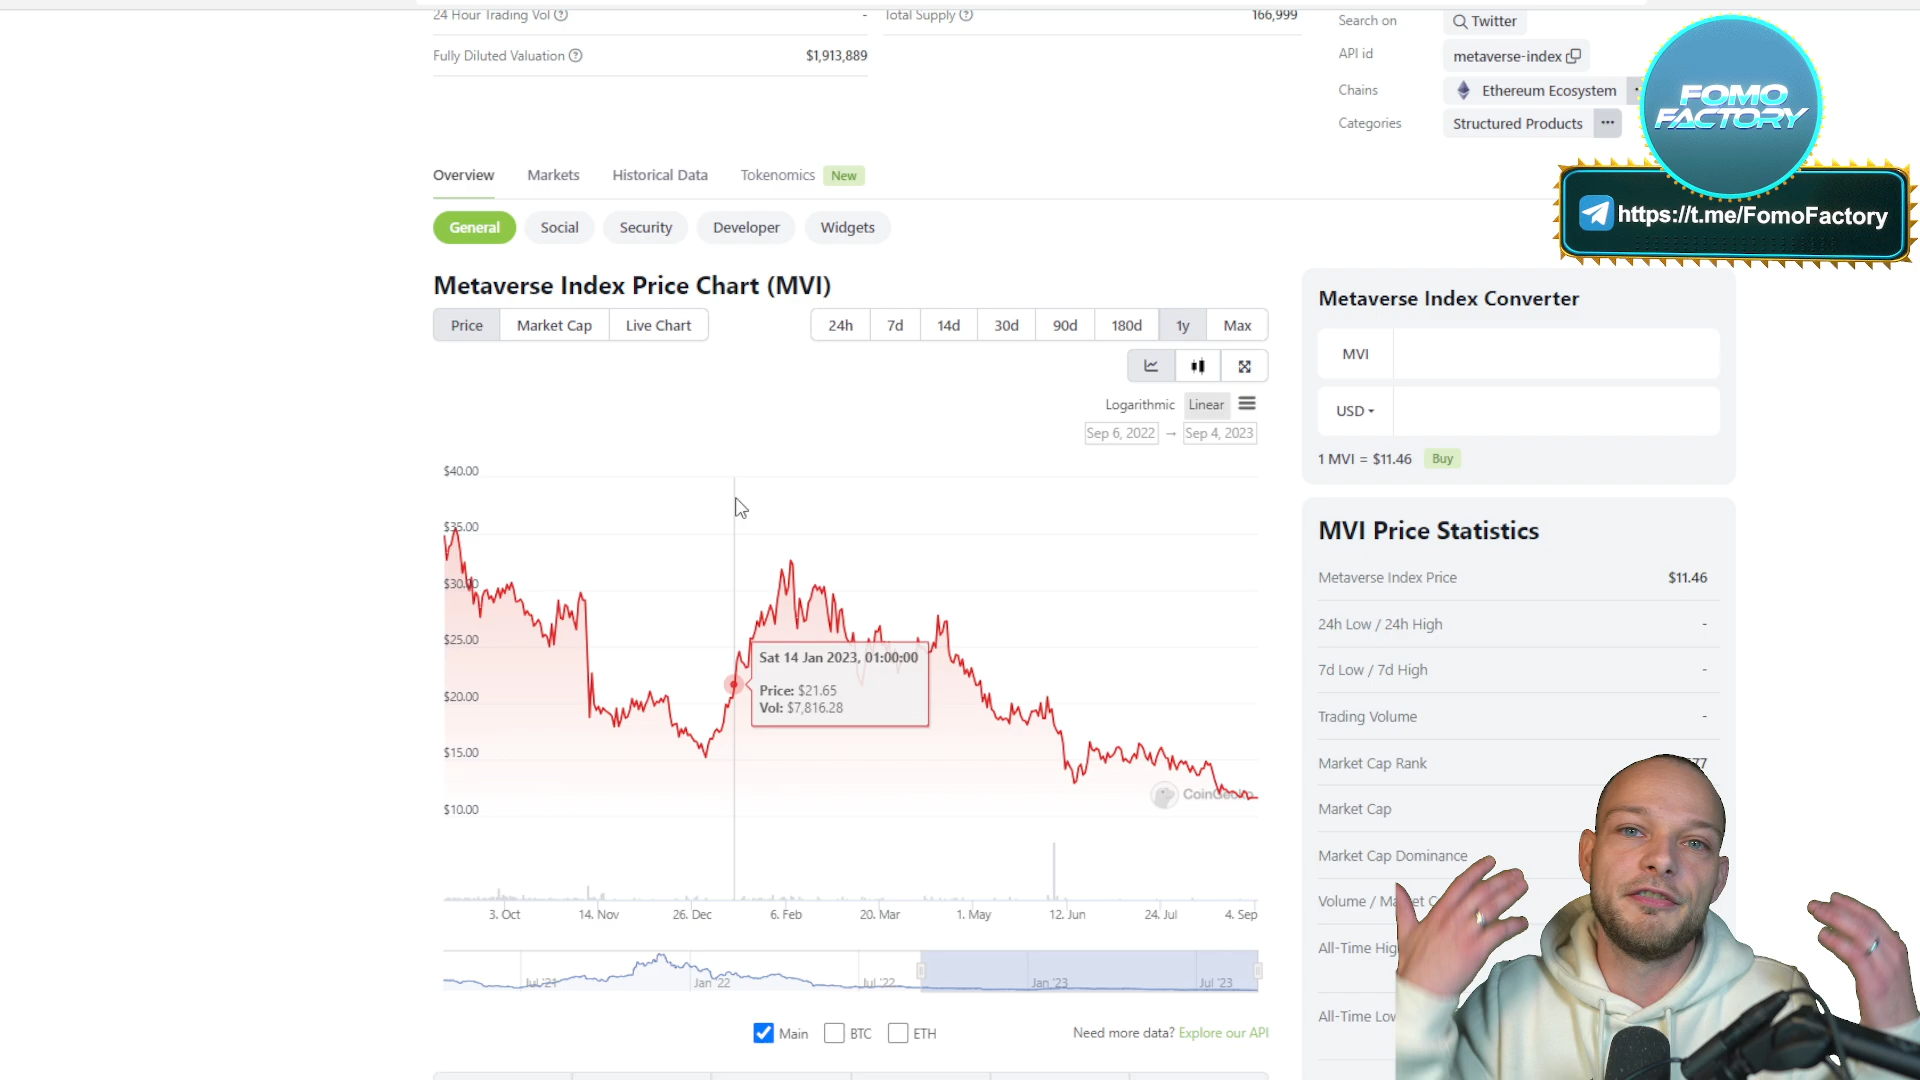 24 Hour Trading Vol
-
Total Supply
166,999
Fully Diluted Valuation
$1,913,889
Search on
Twitter
API id
metaverse-index
Chains
Ethereum Ecosystem
Categories
Structured Products
...
FOMO
FACTORY
https://t.me/FomoFactory
Overview
Markets
Historical Data
Tokenomics
New
General
Social
Security
Developer
Widgets
Metaverse Index Price Chart (MVI)
Price
Market Cap
Live Chart
24h
7d
14d
30d
90d
180d
1y
Max
Logarithmic
Linear
Sep 6, 2022 → Sep 4, 2023
$40.00
$35.00
$30.00
$25.00
$20.00
$15.00
$10.00
Sat 14 Jan 2023, 01:00:00
Price: $21.65
Vol: $7,816.28
CoinGecko
3. Oct
14. Nov
26. Dec
6. Feb
20. Mar
1. May
12. Jun
24. Jul
4. Sep
Jul '21
Jan '22
Jul '22
Jan '23
Jul '23
Main
BTC
ETH
Need more data? Explore our API
Metaverse Index Converter
MVI
USD
1 MVI = $11.46
Buy
MVI Price Statistics
Metaverse Index Price
$11.46
24h Low / 24h High
-
7d Low / 7d High
-
Trading Volume
-
Market Cap Rank
Market Cap
Market Cap Dominance
Volume /
All-Time
All-Time